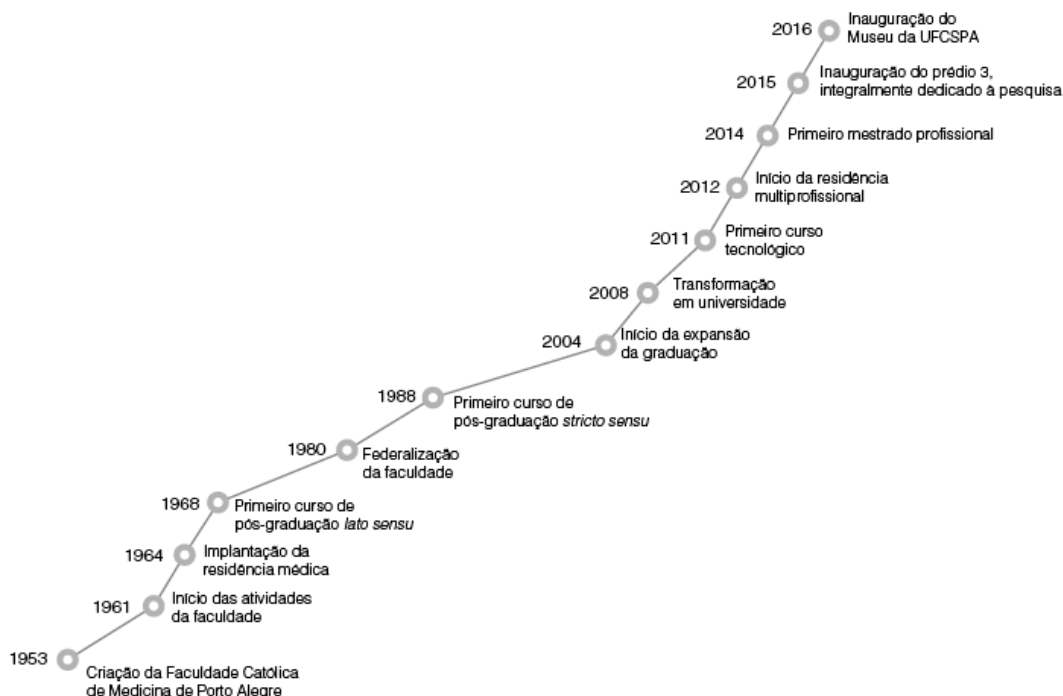 2016
Inauguração do
Museu da UFCSPA
2015
Inauguração do prédio 3,
integralmente dedicado à pesquisa
2014
Primeiro mestrado profissional
2012
Início da residência
multiprofissional
2011
Primeiro curso
tecnológico
2008
Transformação
em universidade
2004
Início da expansão
da graduação
1988
Primeiro curso de
pós-graduação stricto sensu
1980
Federalização
da faculdade
1968
Primeiro curso de
pós-graduação lato sensu
1964
Implantação da
residência médica
1961
Início das atividades
da faculdade
1953
Criação da Faculdade Católica
de Medicina de Porto Alegre